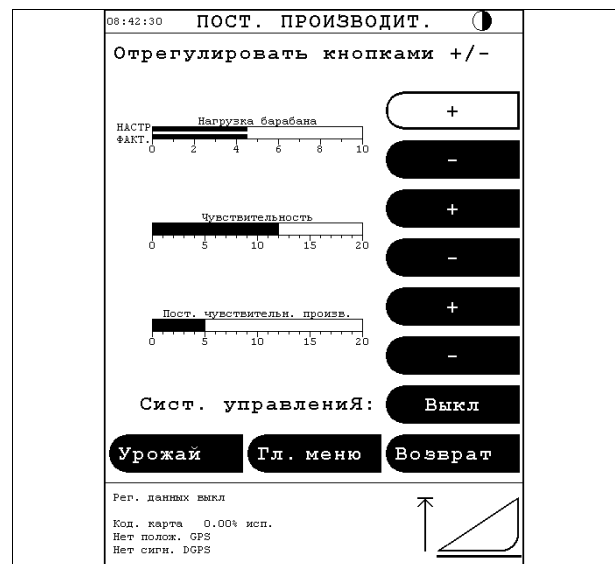 08:42:30 ПОСТ. ПРОИЗВОДИТ.
Отрегулировать кнопками +/-
+
Нагрузка барабана
НАСТР
ФАКТ.
0 2 4 6 8 10
-
+
Чувствительность
0 5 10 15 20
-
+
Пост. чувствительн. произв.
0 5 10 15 20
-
Сист. управлениЯ: Выкл
Урожай Гл. меню Возврат
Рег. данных выкл
Код. карта 0.00% исп.
Нет полож. GPS
Нет сигн. DGPS